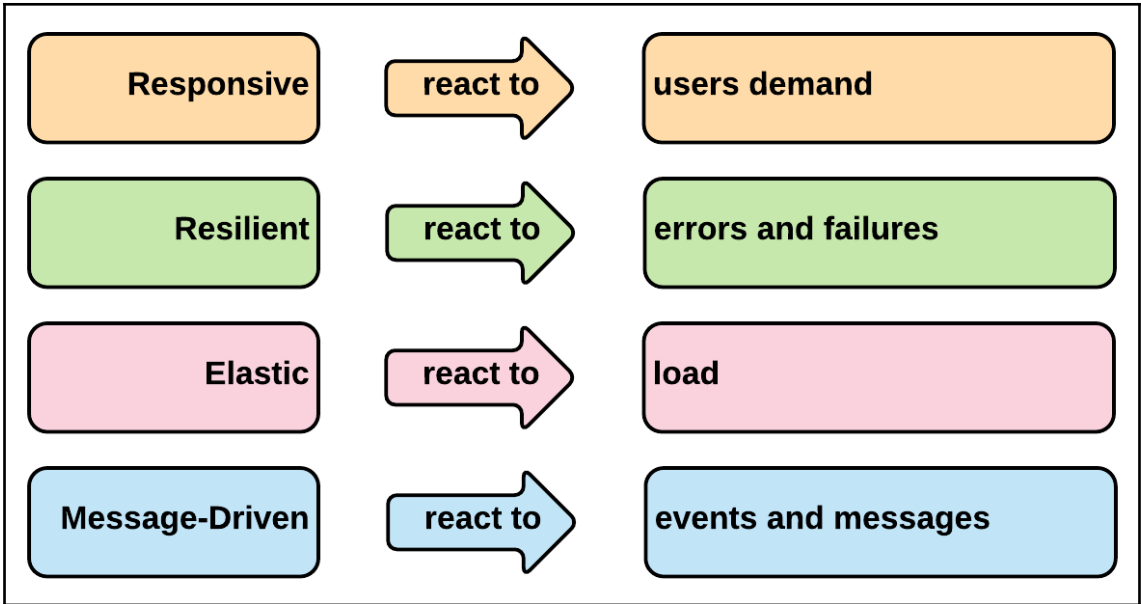 Responsive react to users demand
Resilient react to errors and failures
Elastic react to load
Message-Driven react to events and messages